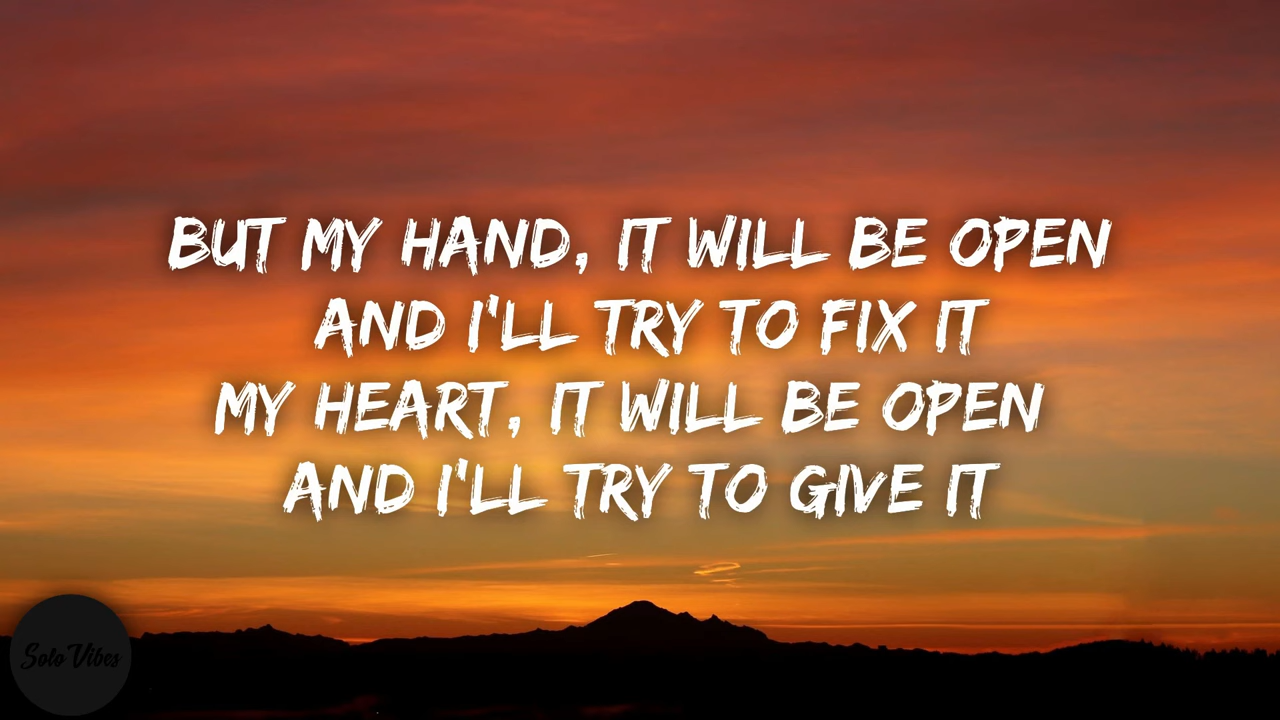 BUT MY HAND, IT WILL BE OPEN
AND I'LL TRY TO FIX IT
MY HEART, IT WILL BE OPEN
AND I'LL TRY TO GIVE IT
Solo Vibes